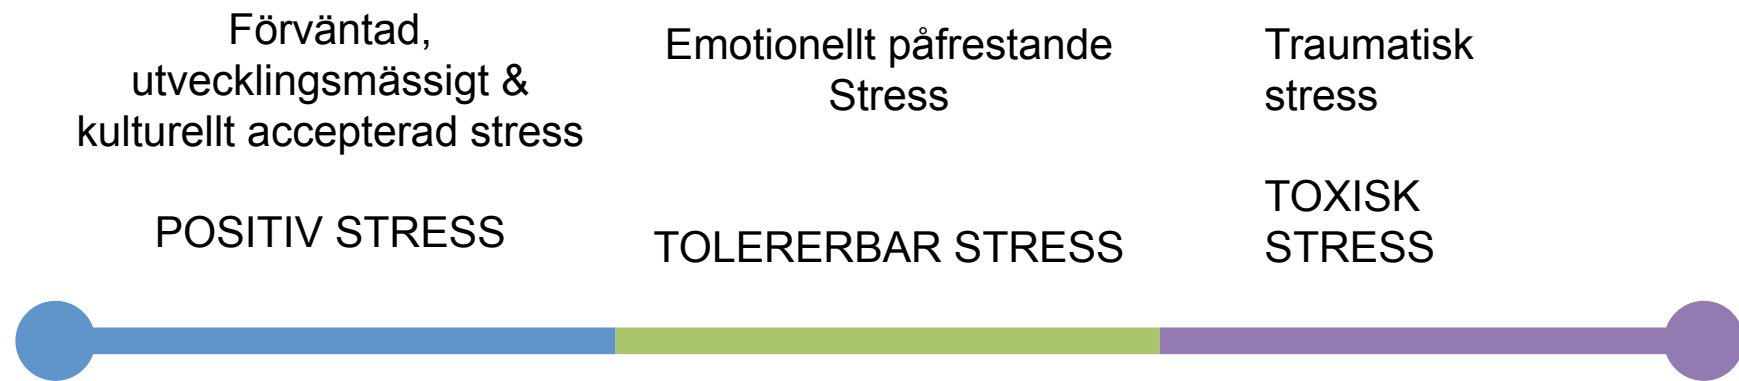 Förväntad,
utvecklingsmässigt &
kulturellt accepterad stress
POSITIV STRESS
Emotionellt påfrestande
Stress
TOLERERBAR STRESS
Traumatisk
stress
TOXISK
STRESS